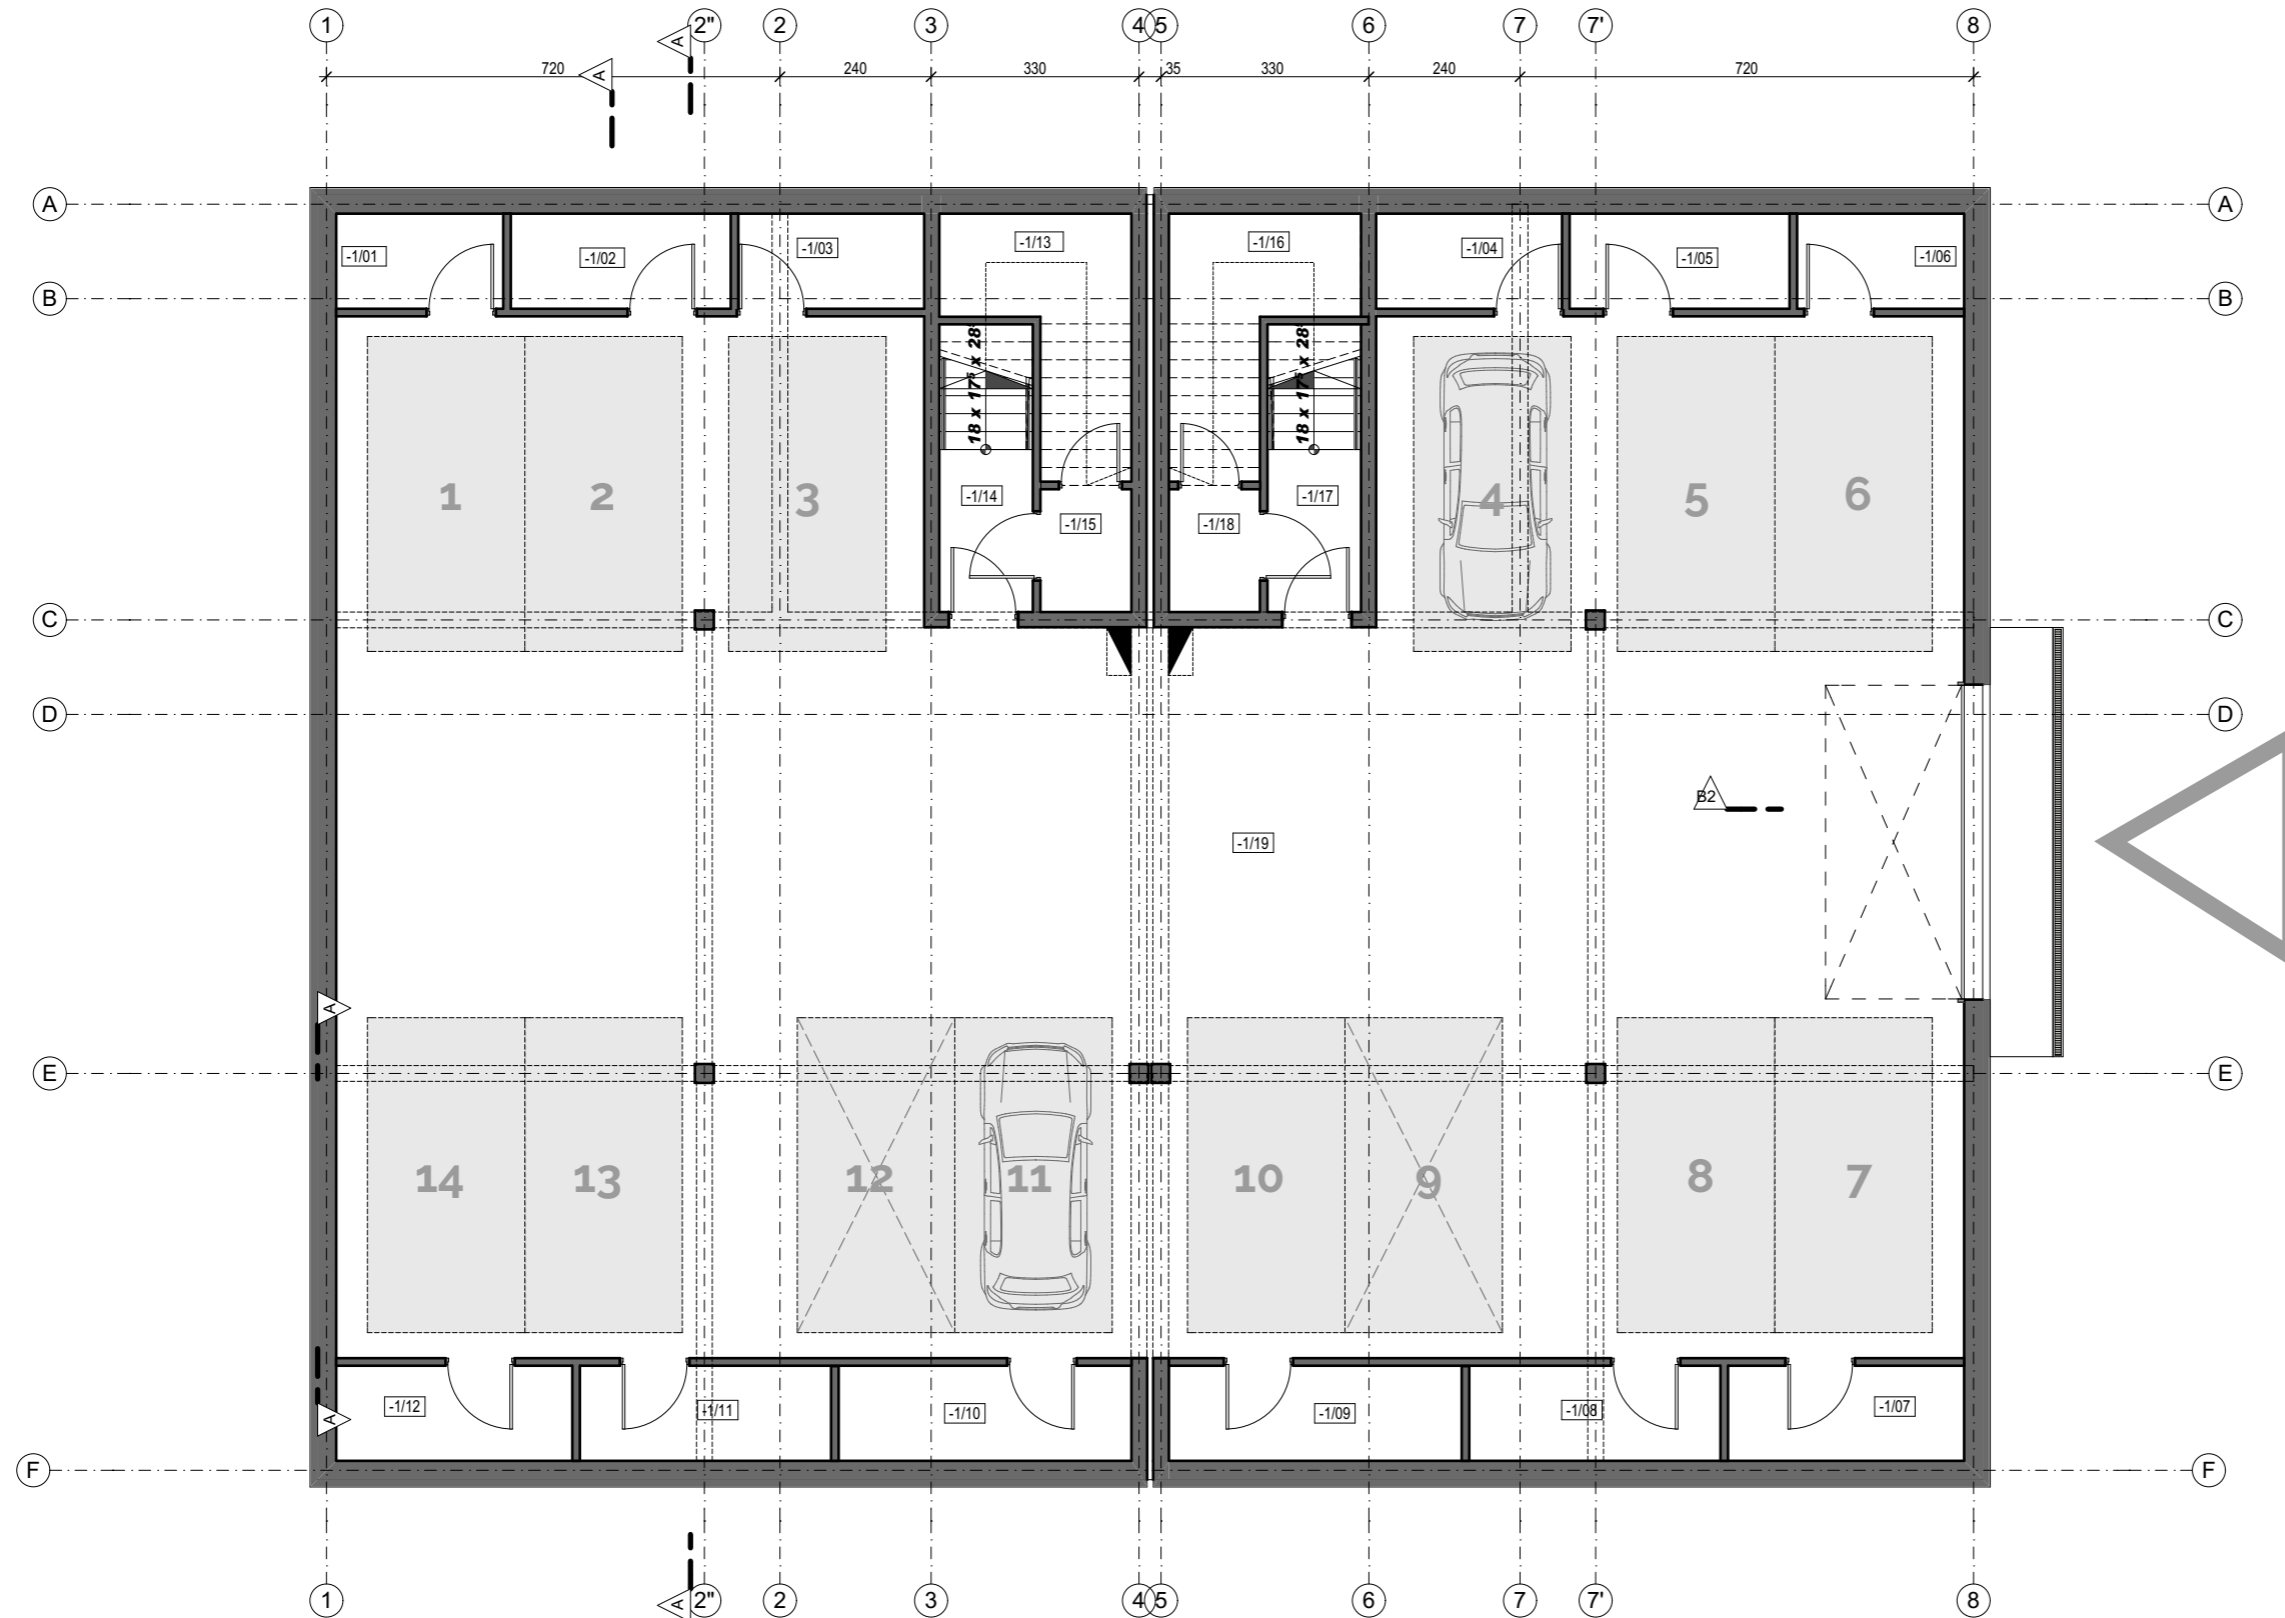 1 2" 2 3 4 5 6 7 7' 8
A
720 A 240 330 35 330 240 720
A A
-1/01 -1/02 -1/03 -1/13 -1/16 -1/04 -1/05 -1/06
B B
18 x 17⁵ x 28⁵ 18 x 17⁵ x 28⁵
1 2 3 -1/14 -1/15 -1/18 -1/17 4 5 6
C C
D D
B2
-1/19
A
E E
14 13 12 11 10 9 8 7
-1/12 -1/11 -1/10 -1/09 -1/08 -1/07
A
F F
A
1 2" 2 3 4 5 6 7 7' 8